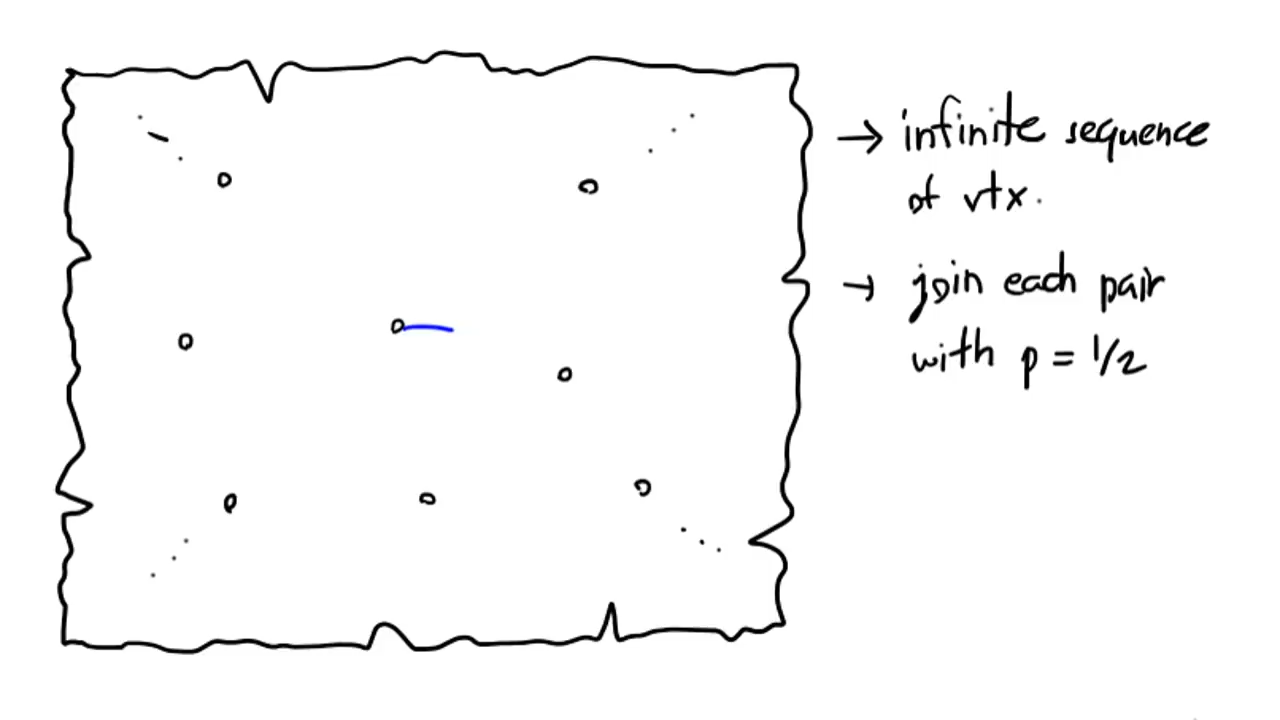 → infinite sequence
of vtx.
→ join each pair
with p = 1/2